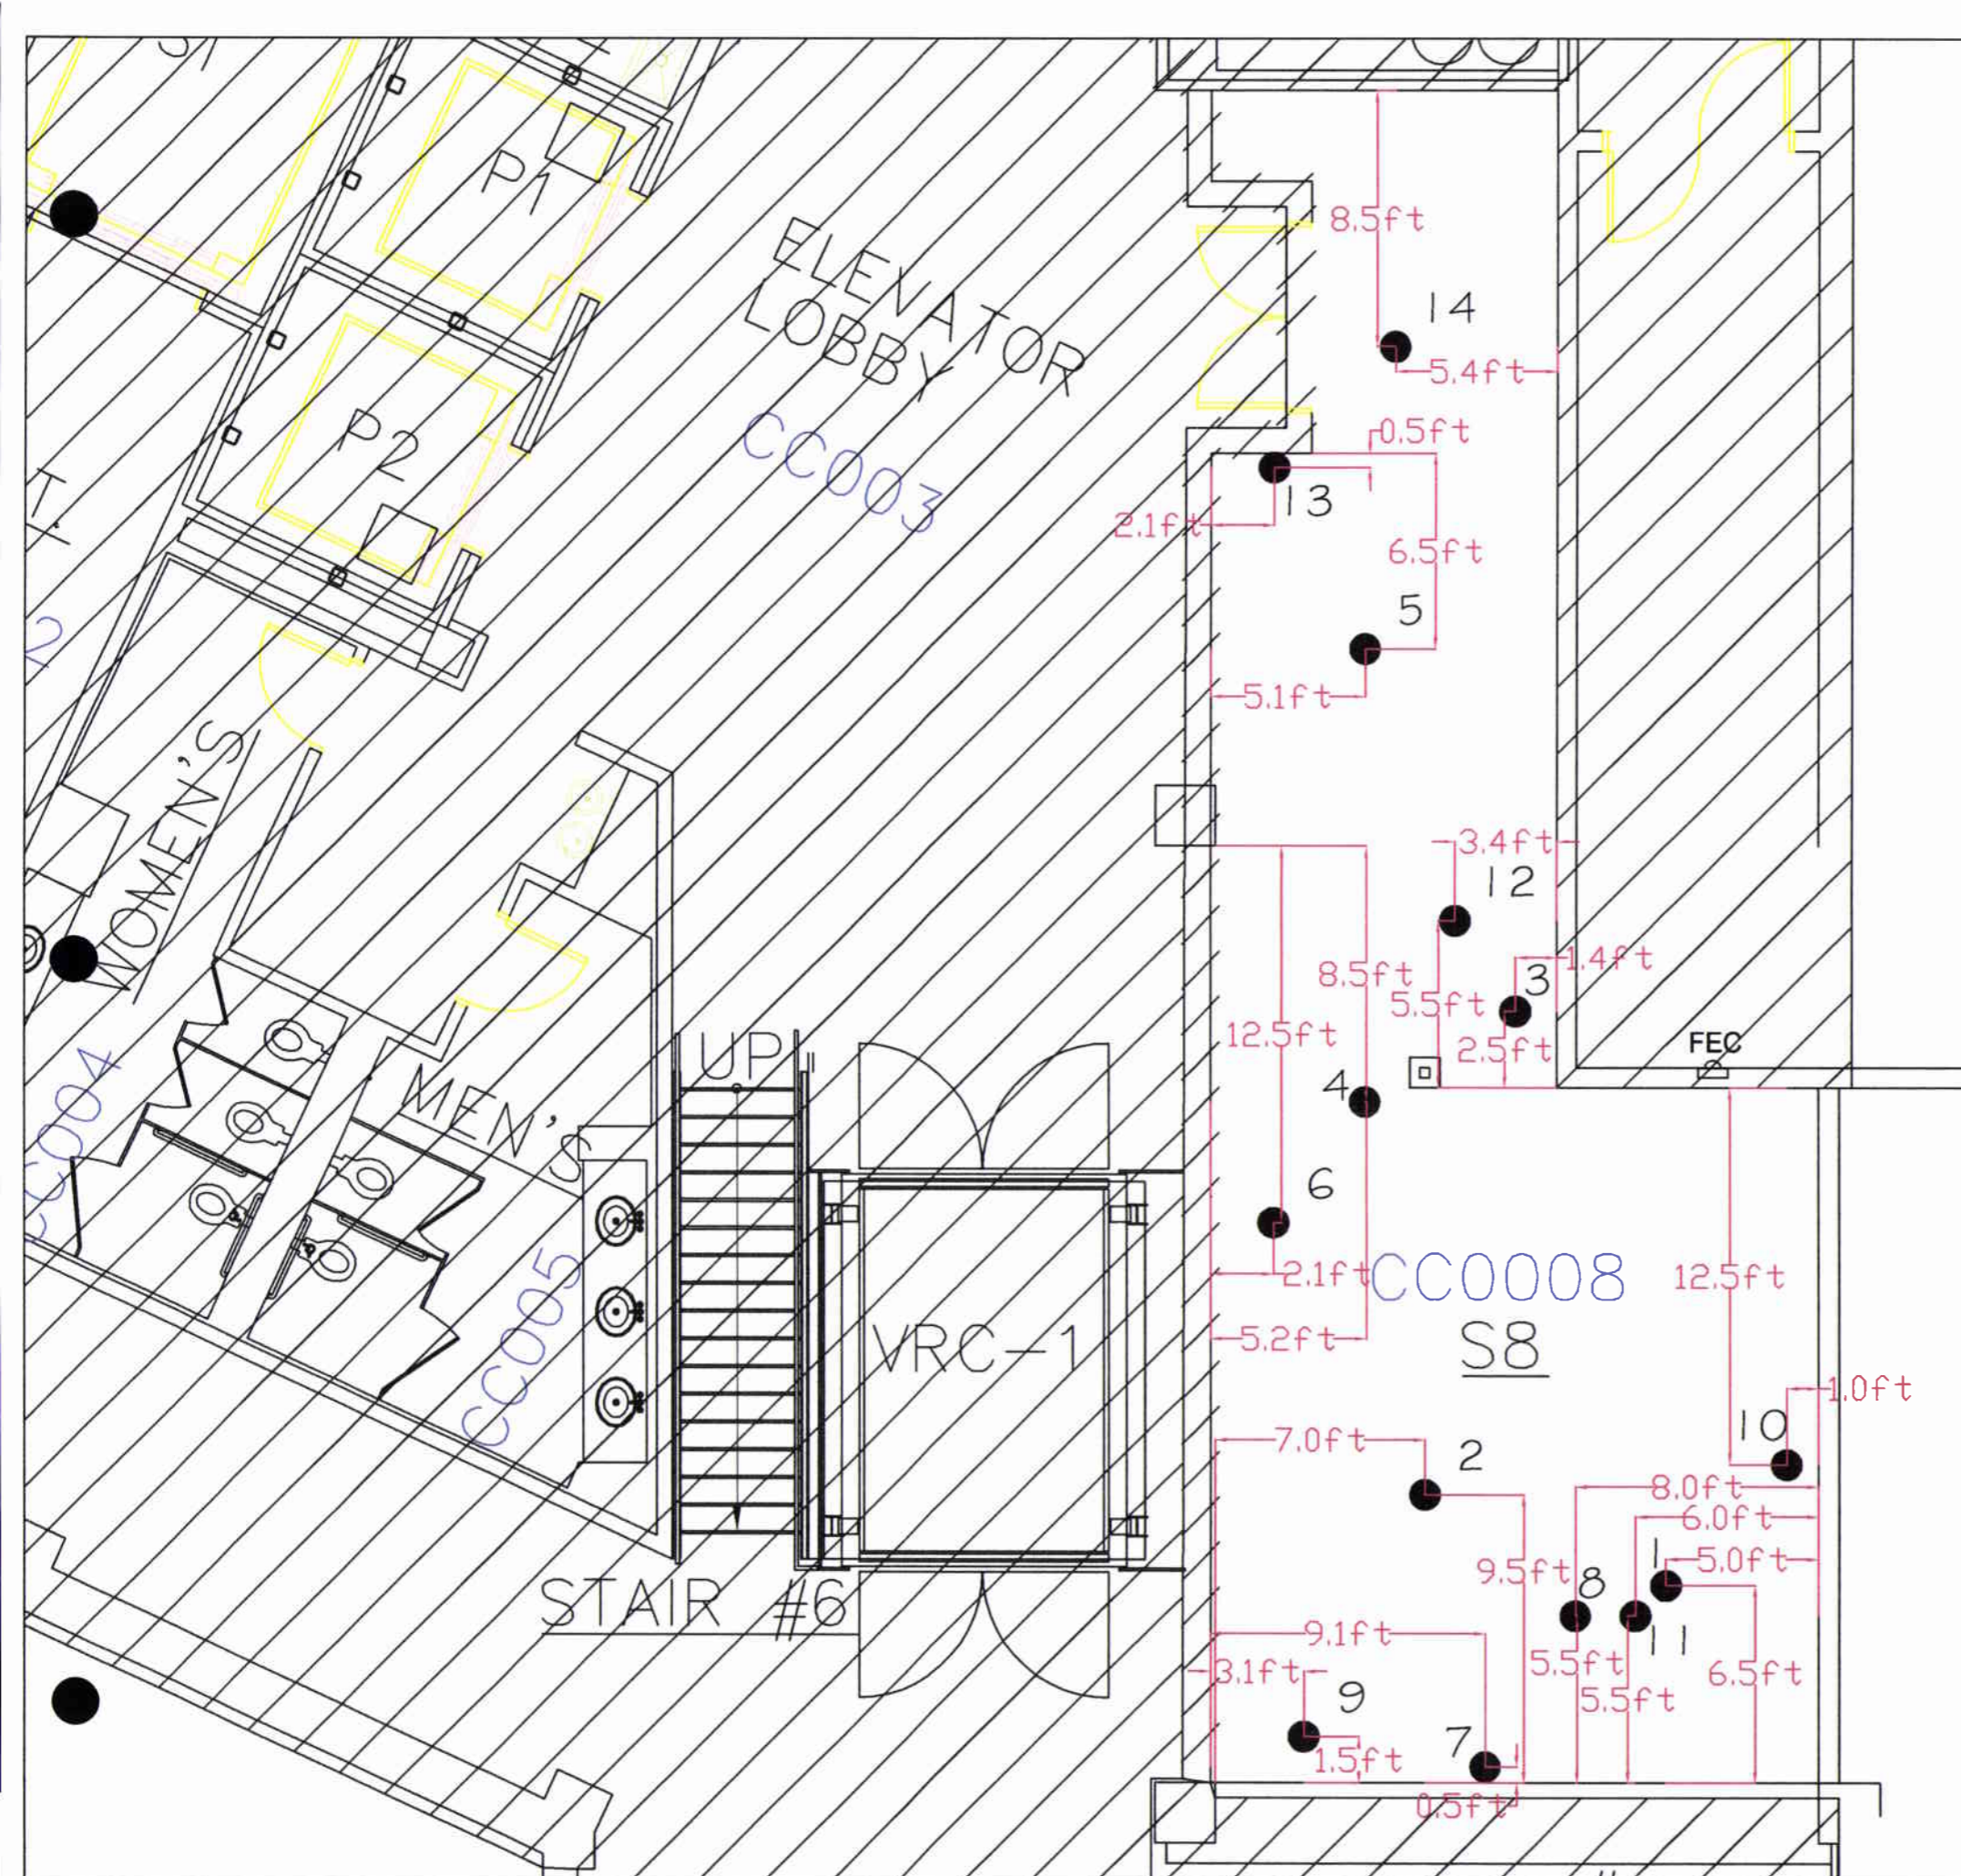 P1
8.5ft
ELEVATOR
LOBBY
14
5.4ft
P2
CC003
0.5ft
13
2.1ft
6.5ft
T.
5
2
5.1ft
WOMEN'S
3.4ft
12
1.4ft
8.5ft
3
5.5ft
12.5ft
2.5ft
FEC
UP
4
CC004
MEN'S
6
2.1ft
CC0008
12.5ft
5.2ft
VRC-1
S8
CC005
1.0ft
10
7.0ft
2
8.0ft
6.0ft
1
5.0ft
9.5ft
8
STAIR #6
9.1ft
11
5.5ft
3.1ft
6.5ft
9
5.5ft
7
1.5ft
0.5ft